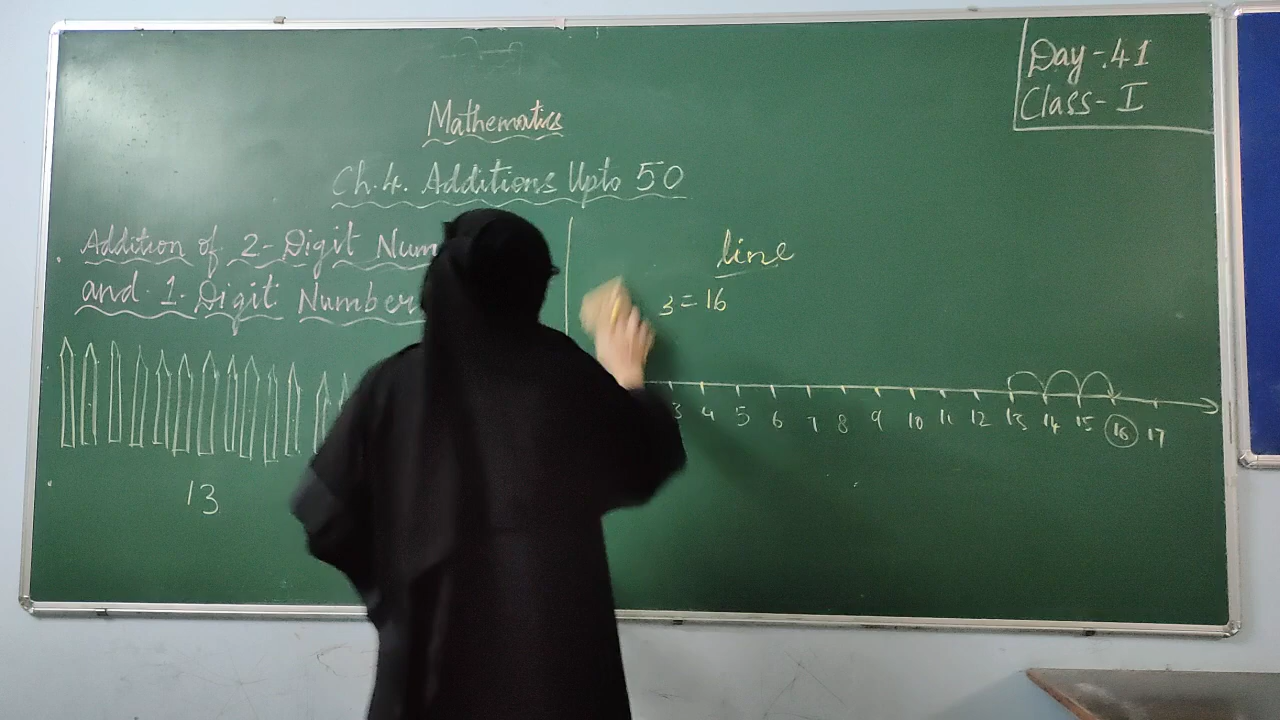 Day-41
Class-I
Mathematics
Ch.4. Additions Upto 50
Addition of 2-Digit Num
and 1-Digit Number
line
3=16
3 4 5 6 7 8 9 10 11 12 13 14 15 16 17
13